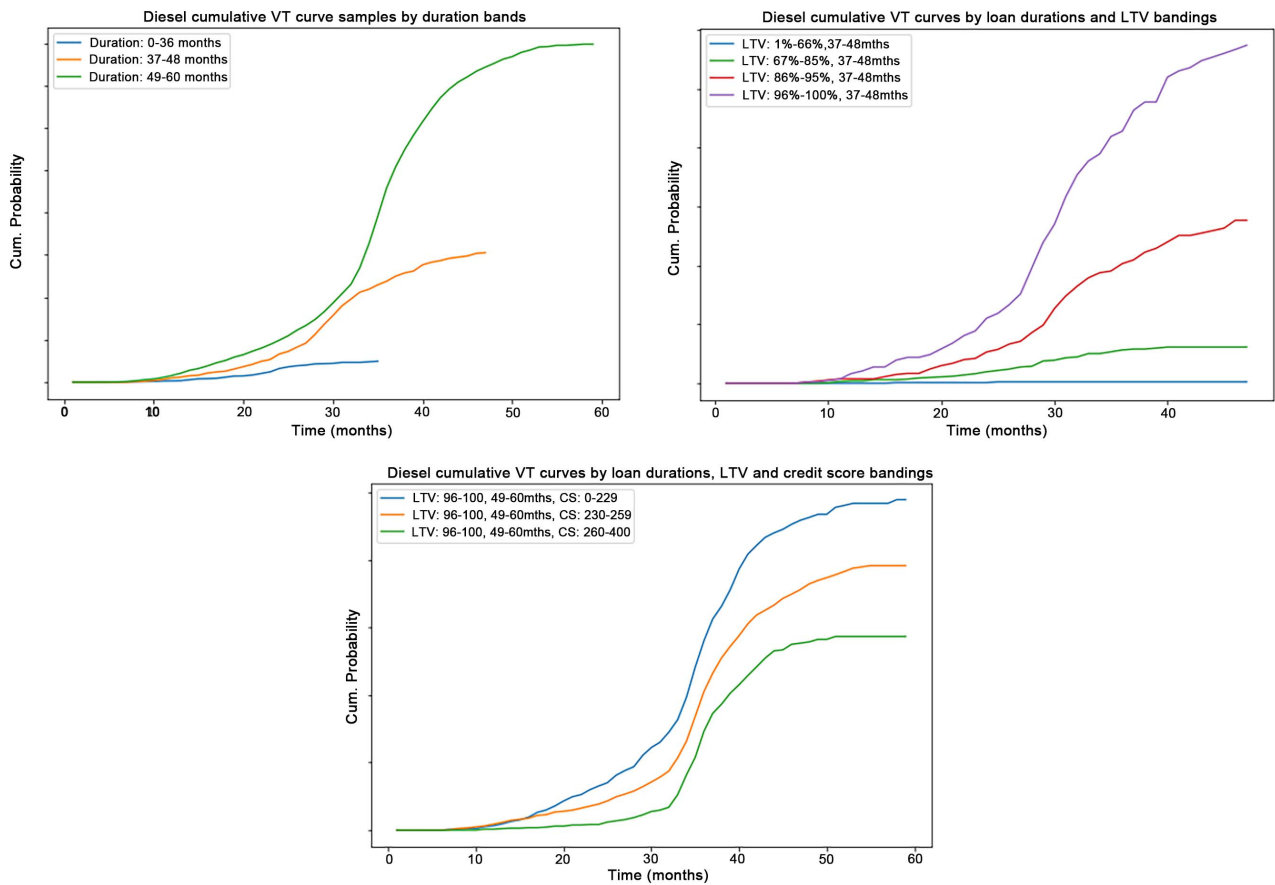 Diesel cumulative VT curve samples by duration bands
Duration: 0-36 months
Duration: 37-48 months
Duration: 49-60 months
Cum. Probability
0 10 20 30 40 50 60
Time (months)
Diesel cumulative VT curves by loan durations and LTV bandings
LTV: 1%-66%,37-48mths
LTV: 67%-85%, 37-48mths
LTV: 86%-95%, 37-48mths
LTV: 96%-100%, 37-48mths
Cum. Probability
0 10 20 30 40
Time (months)
Diesel cumulative VT curves by loan durations, LTV and credit score bandings
LTV: 96-100, 49-60mths, CS: 0-229
LTV: 96-100, 49-60mths, CS: 230-259
LTV: 96-100, 49-60mths, CS: 260-400
Cum. Probability
0 10 20 30 40 50 60
Time (months)